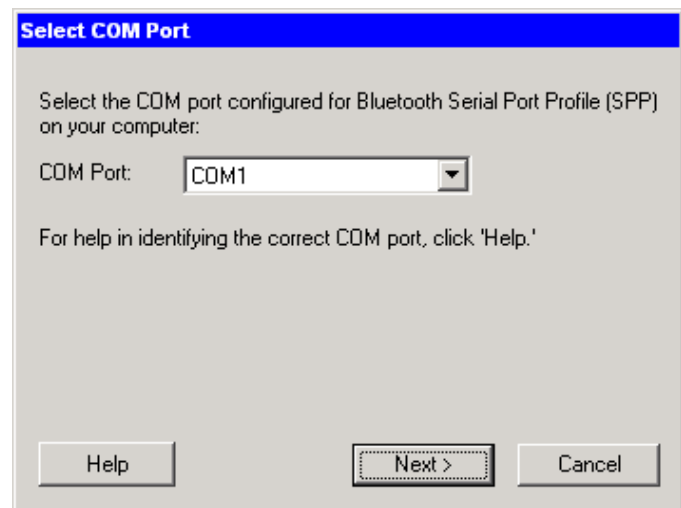 Select COM Port
Select the COM port configured for Bluetooth Serial Port Profile (SPP)
on your computer:
COM Port: COM1
For help in identifying the correct COM port, click 'Help.'
Help Next > Cancel